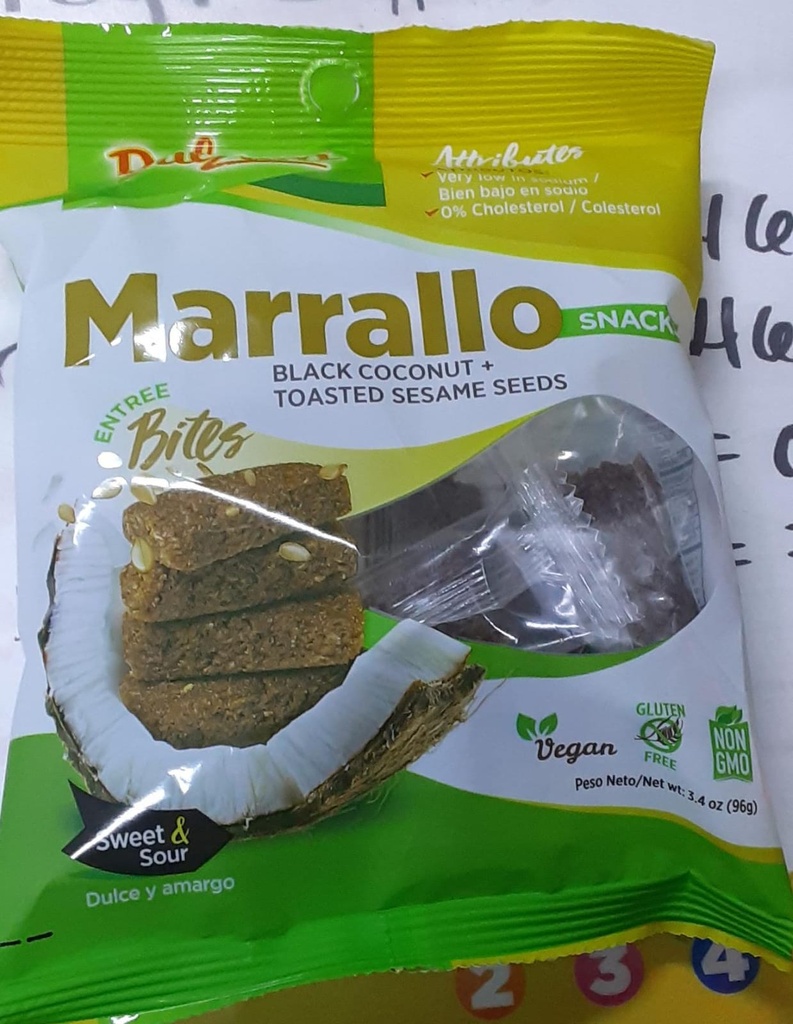 Attributes
Very low in sodium /
Bien bajo en sodio
0% Cholesterol / Colesterol
Marrallo
SNACK
BLACK COCONUT +
TOASTED SESAME SEEDS
ENTREE
Bites
Vegan
GLUTEN
FREE
NON
GMO
Peso Neto/Net wt: 3.4 oz (96g)
Sweet &
Sour
Dulce y amargo
2 3 4